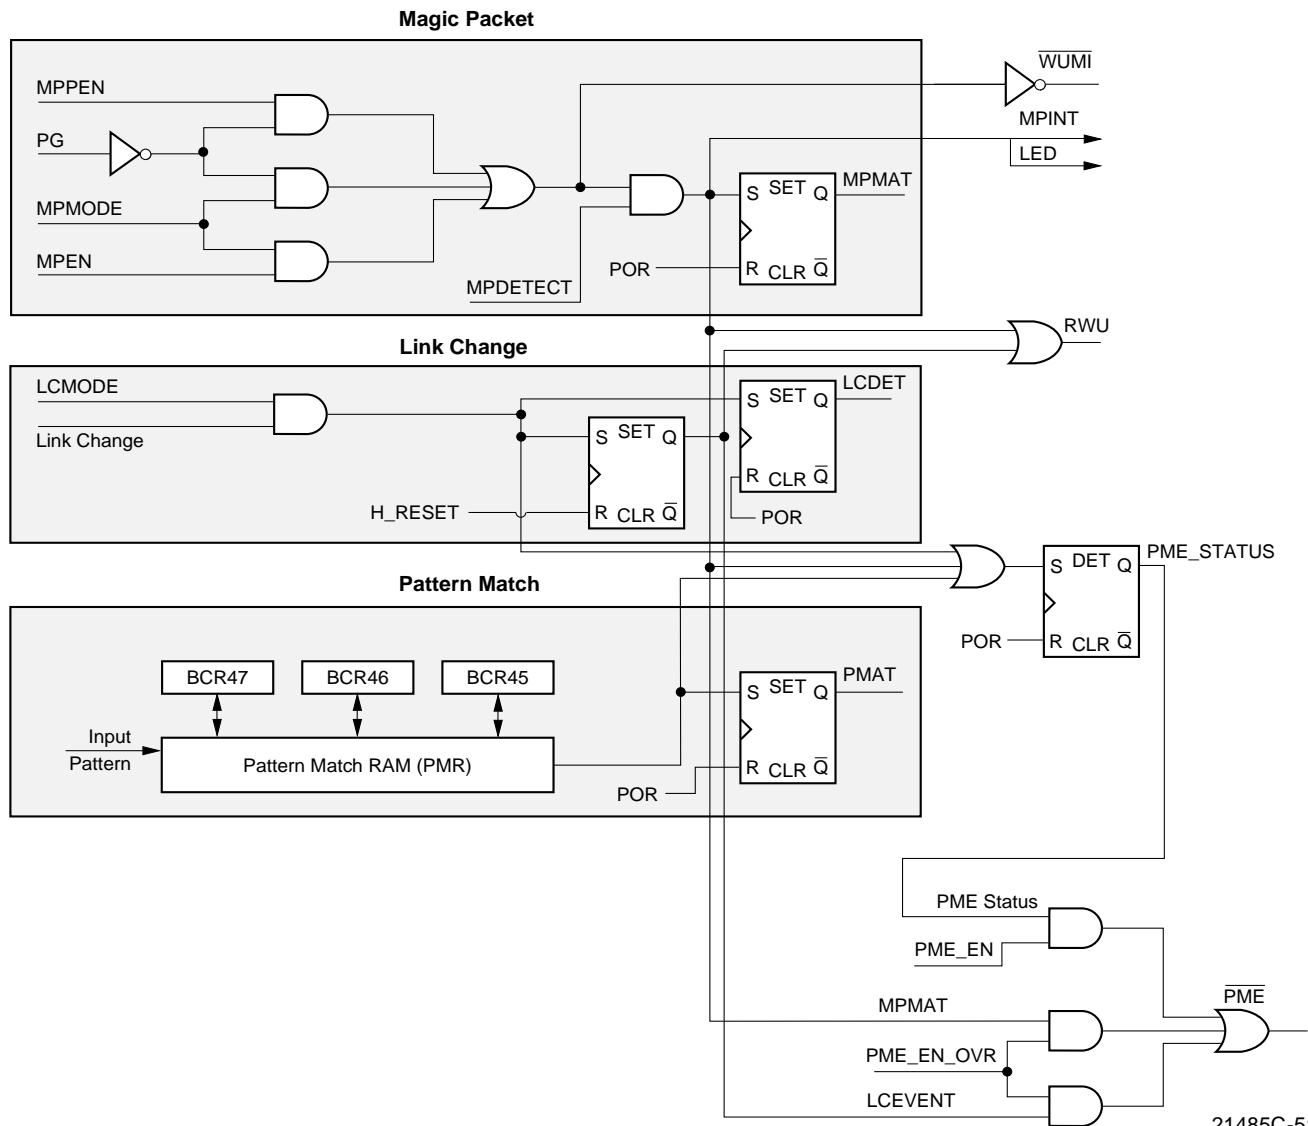 Magic Packet
MPPEN
PG
MPMODE
MPEN
MPDETECT
POR
S SET Q
R CLR Q̅
MPMAT
W̅U̅M̅I̅
MPINT
LED
RWU
Link Change
LCMODE
Link Change
H_RESET
S SET Q
R CLR Q̅
S SET Q
R CLR Q̅
LCDET
POR
S DET Q
R CLR Q̅
PME_STATUS
POR
Pattern Match
BCR47
BCR46
BCR45
Input
Pattern
Pattern Match RAM (PMR)
POR
S SET Q
R CLR Q̅
PMAT
PME Status
PME_EN
MPMAT
PME_EN_OVR
LCEVENT
P̅M̅E̅